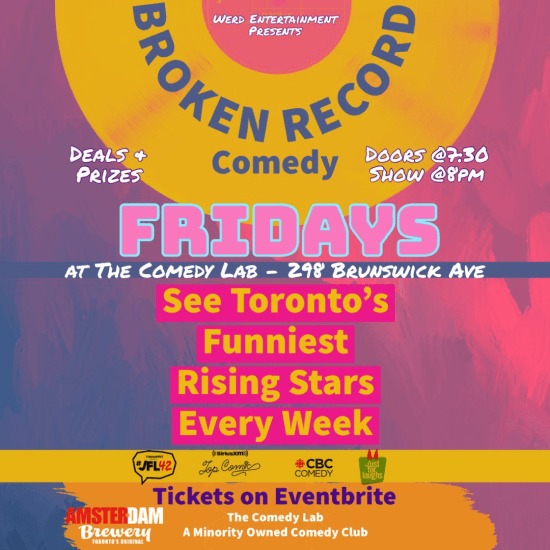 Werd Entertainment
Presents
BROKEN RECORD
Comedy
Deals &
Prizes
Doors @7:30
Show @8pm
FRIDAYS
at The Comedy Lab - 298 Brunswick Ave
See Toronto's
Funniest
Rising Stars
Every Week
#JFL42
SiriusXM
Top Comic
CBC
COMEDY
Just
for
laughs
Tickets on Eventbrite
AMSTERDAM
Brewery
TORONTO'S ORIGINAL
The Comedy Lab
A Minority Owned Comedy Club